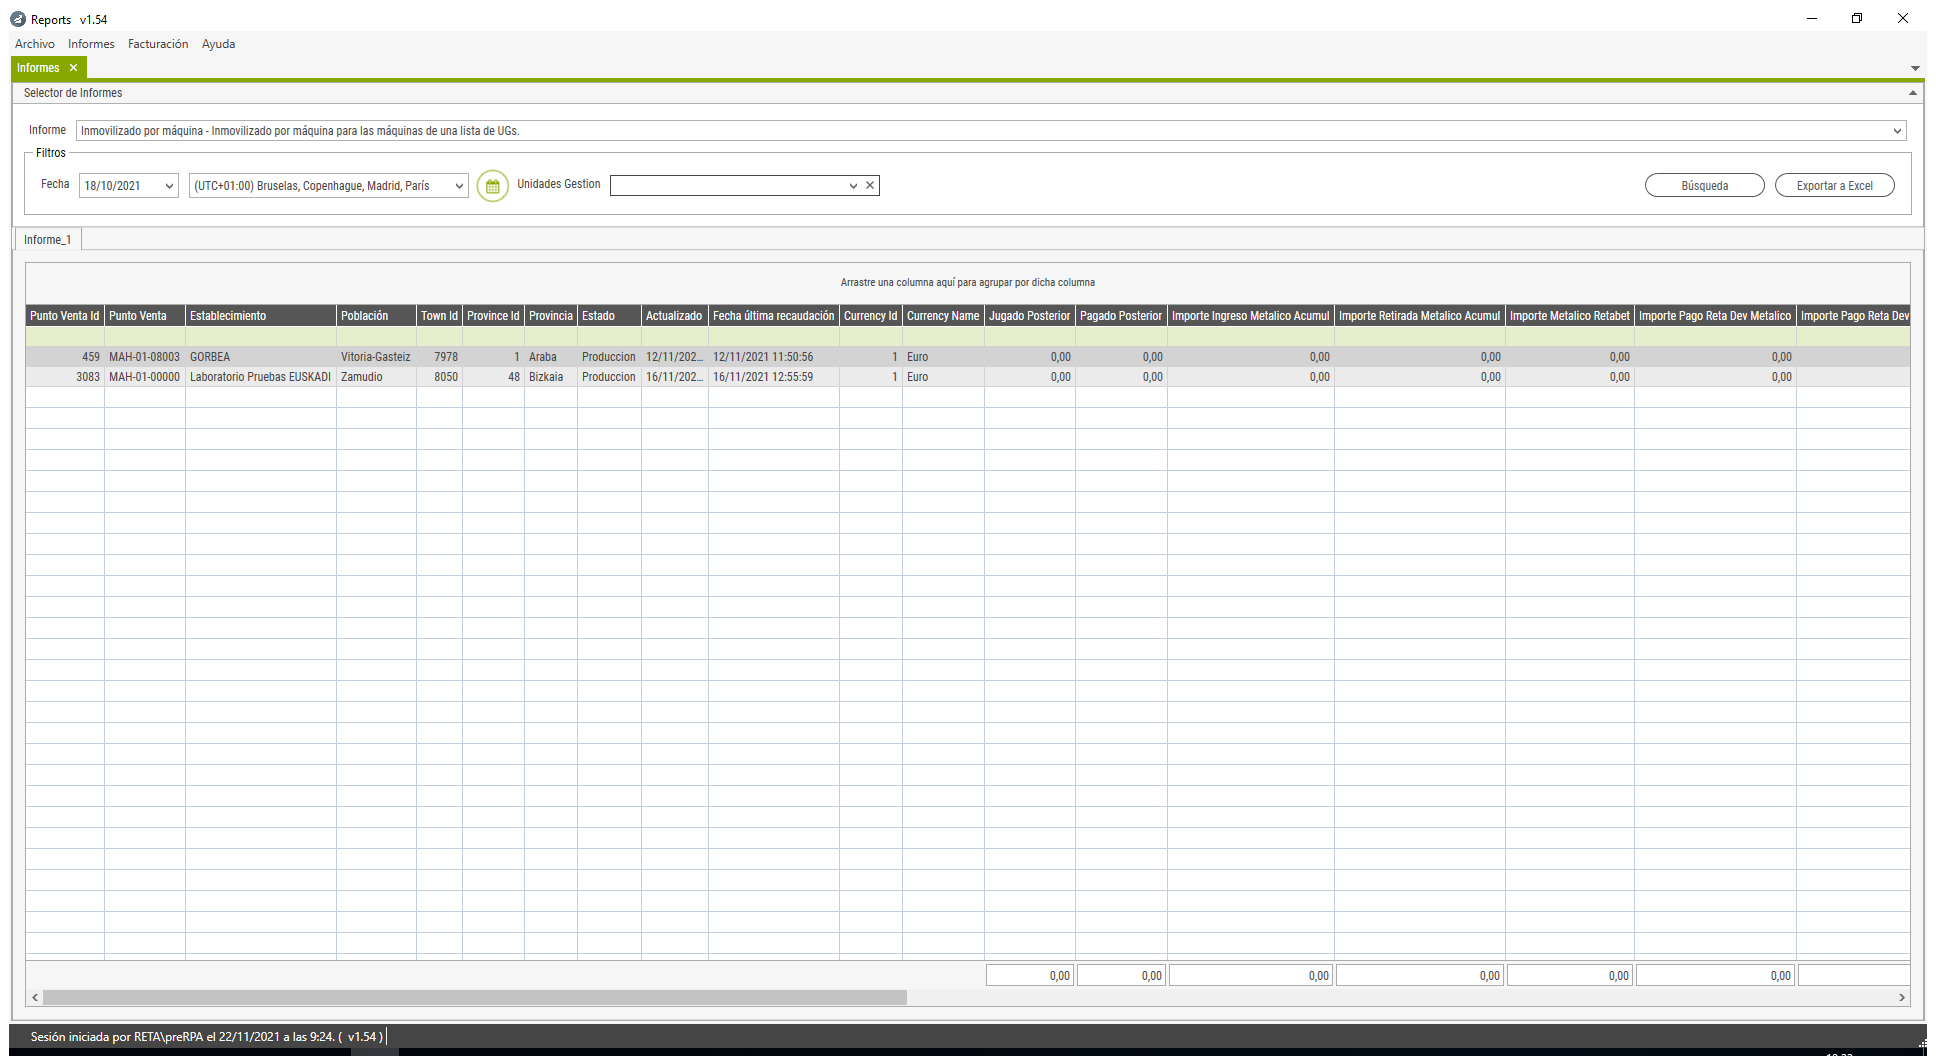 Reports v1.54
Archivo Informes Facturación Ayuda
Informes
Selector de Informes
Informe Inmovilizado por máquina - Inmovilizado por máquina para las máquinas de una lista de UGs.
Filtros
Fecha 18/10/2021 (UTC+01:00) Bruselas, Copenhague, Madrid, París Unidades Gestion Búsqueda Exportar a Excel
Informe_1
Arrastre una columna aquí para agrupar por dicha columna
Punto Venta Id Punto Venta Establecimiento Población Town Id Province Id Provincia Estado Actualizado Fecha última recaudación Currency Id Currency Name Jugado Posterior Pagado Posterior Importe Ingreso Metalico Acumul Importe Retirada Metalico Acumul Importe Metalico Retabet Importe Pago Reta Dev Metalico Importe Pago Reta Dev
459 MAH-01-08003 GORBEA Vitoria-Gasteiz 7978 1 Araba Produccion 12/11/202... 12/11/2021 11:50:56 1 Euro 0,00 0,00 0,00 0,00 0,00 0,00
3083 MAH-01-00000 Laboratorio Pruebas EUSKADI Zamudio 8050 48 Bizkaia Produccion 16/11/202... 16/11/2021 12:55:59 1 Euro 0,00 0,00 0,00 0,00 0,00 0,00
0,00 0,00 0,00 0,00 0,00 0,00
Sesión iniciada por RETA\preRPA el 22/11/2021 a las 9:24. ( v1.54 )